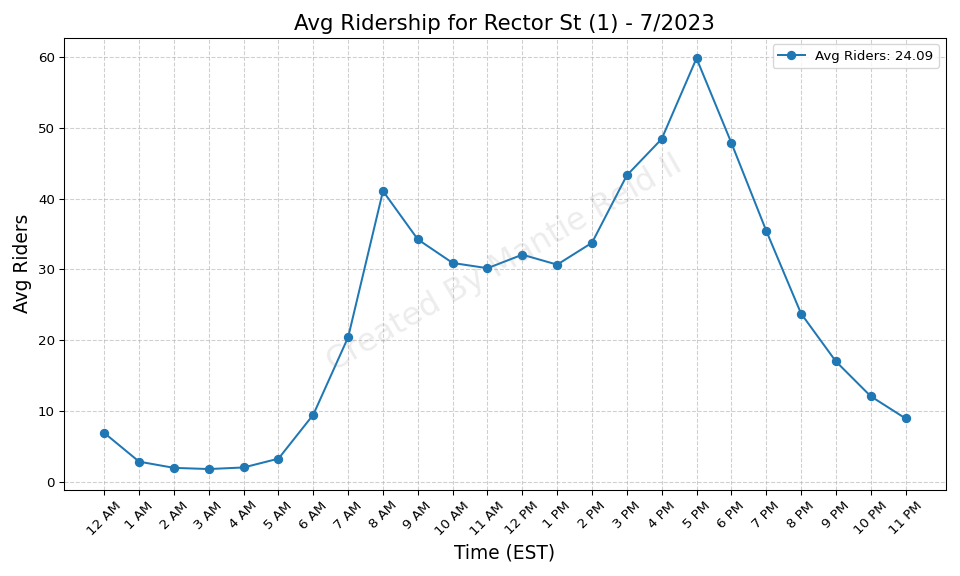 Avg Ridership for Rector St (1) - 7/2023
Avg Riders: 24.09
60
50
40
30
20
10
0
Avg Riders
Created By Mantle Reid II
12 AM
1 AM
2 AM
3 AM
4 AM
5 AM
6 AM
7 AM
8 AM
9 AM
10 AM
11 AM
12 PM
1 PM
2 PM
3 PM
4 PM
5 PM
6 PM
7 PM
8 PM
9 PM
10 PM
11 PM
Time (EST)